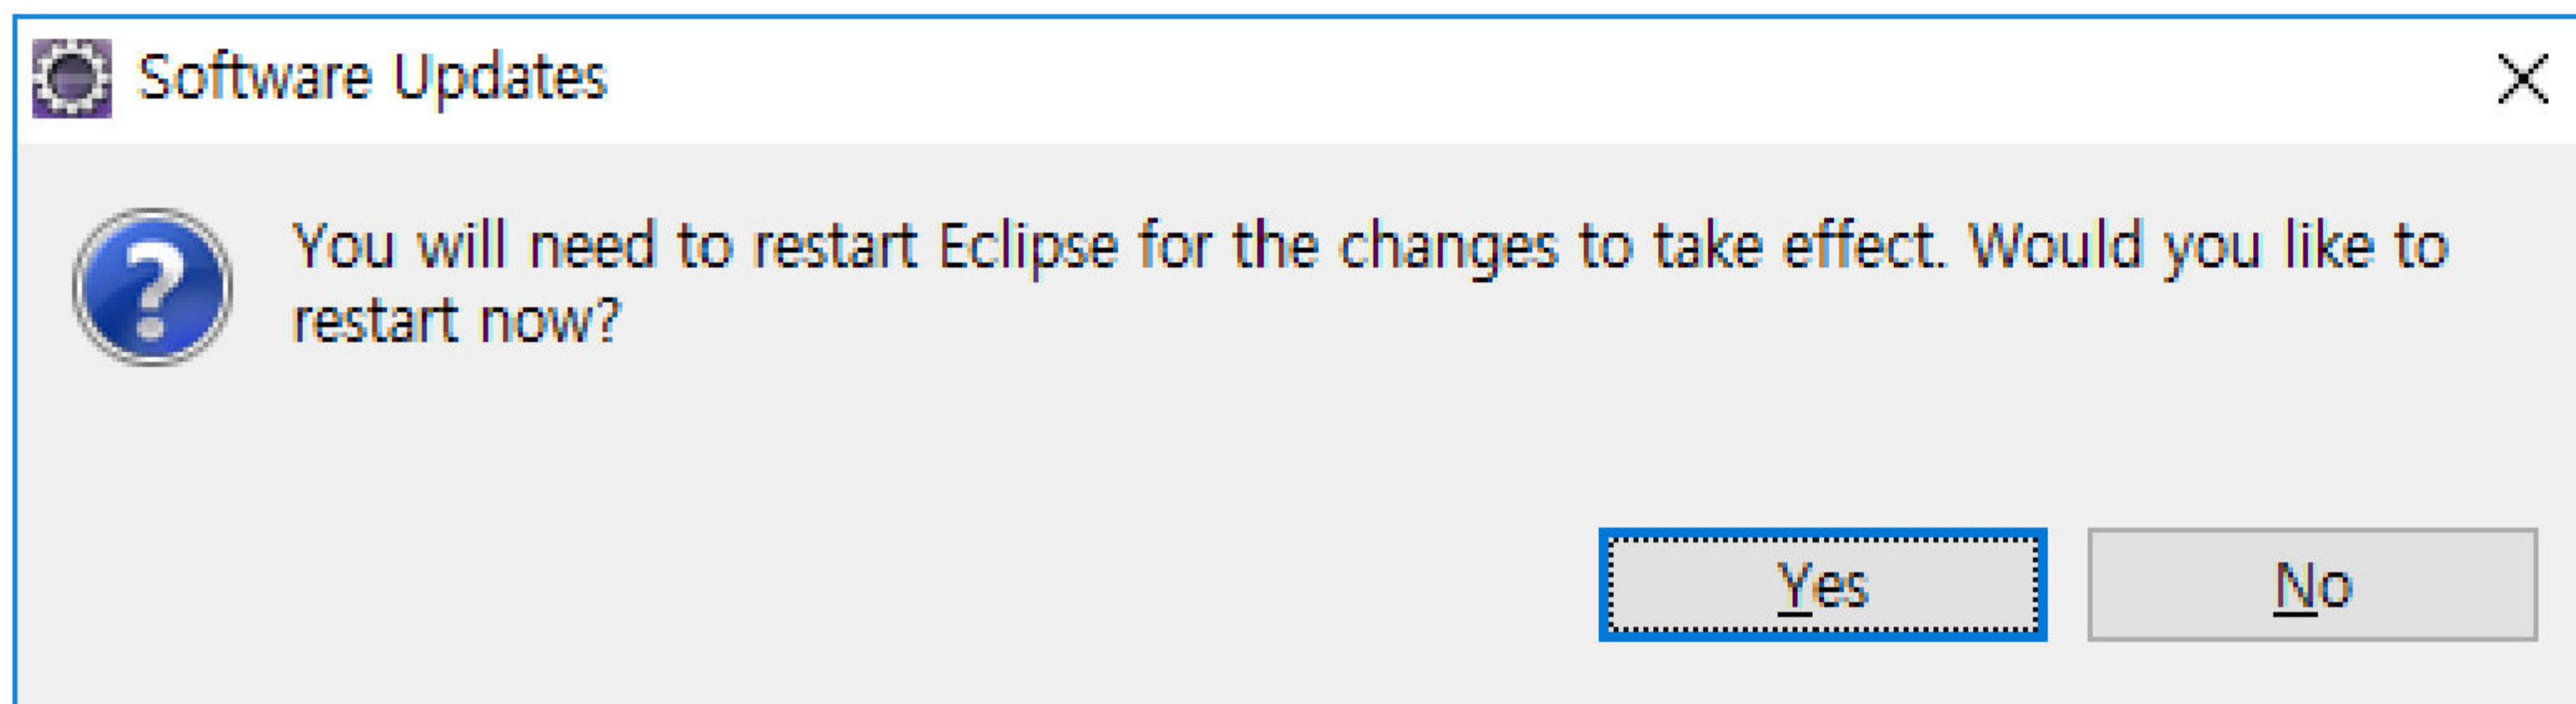 Software Updates
You will need to restart Eclipse for the changes to take effect. Would you like to
restart now?
Yes
No